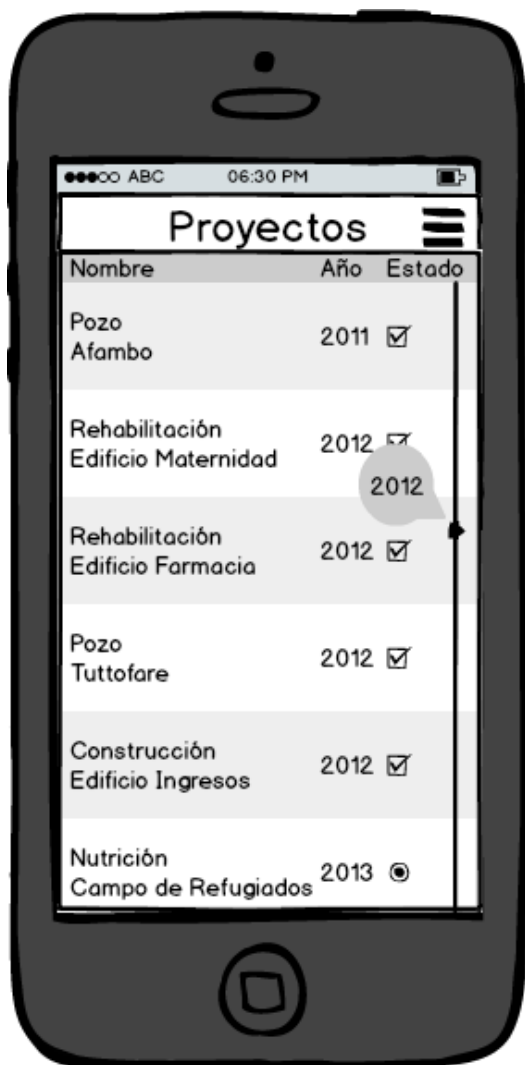 ABC 06:30 PM
Proyectos
Nombre Año Estado
Pozo
Afambo
2011
Rehabilitación
Edificio Maternidad
2012
2012
Rehabilitación
Edificio Farmacia
2012
Pozo
Tuttofare
2012
Construcción
Edificio Ingresos
2012
Nutrición
Campo de Refugiados
2013